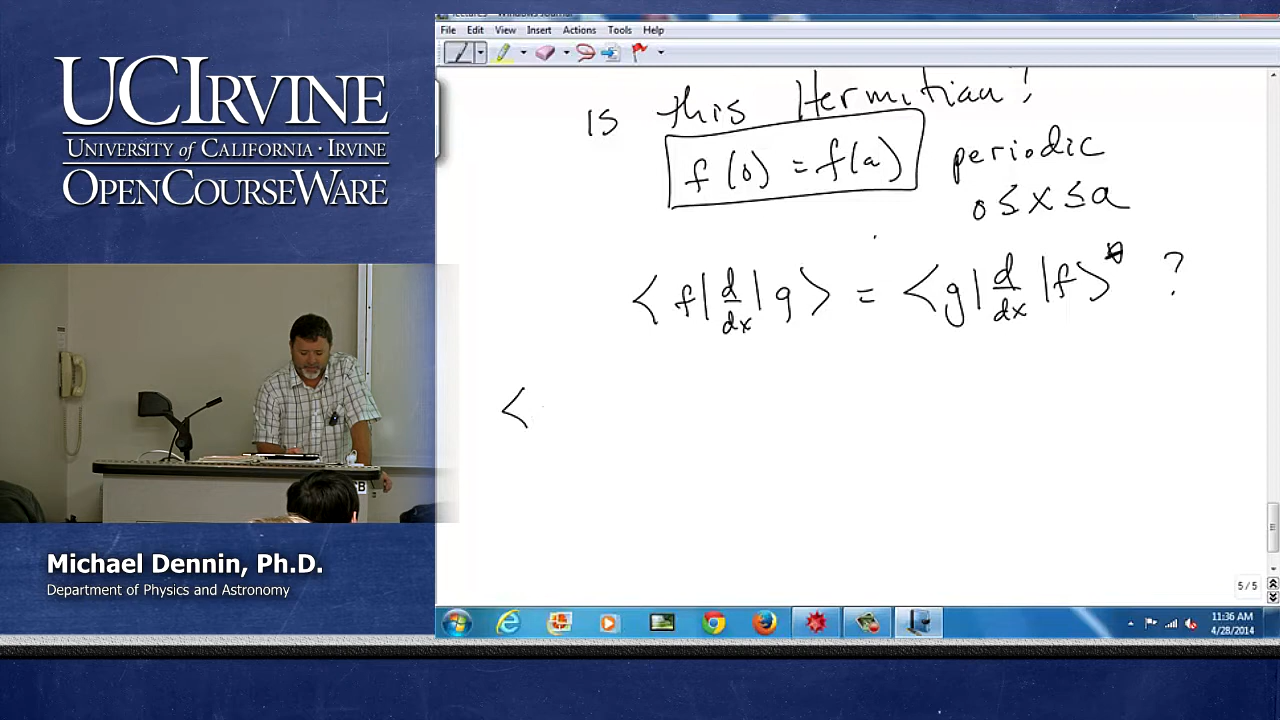 UCIRVINE
UNIVERSITY of CALIFORNIA · IRVINE
OPENCOURSEWARE
Michael Dennin, Ph.D.
Department of Physics and Astronomy
File Edit View Insert Actions Tools Help
is this Hermitian?
f(0) = f(a) periodic
0 ≤ x ≤ a
⟨f| d/dx |g⟩ = ⟨g| d/dx |f⟩* ?
<
B
5 / 5
11:36 AM
4/28/2014